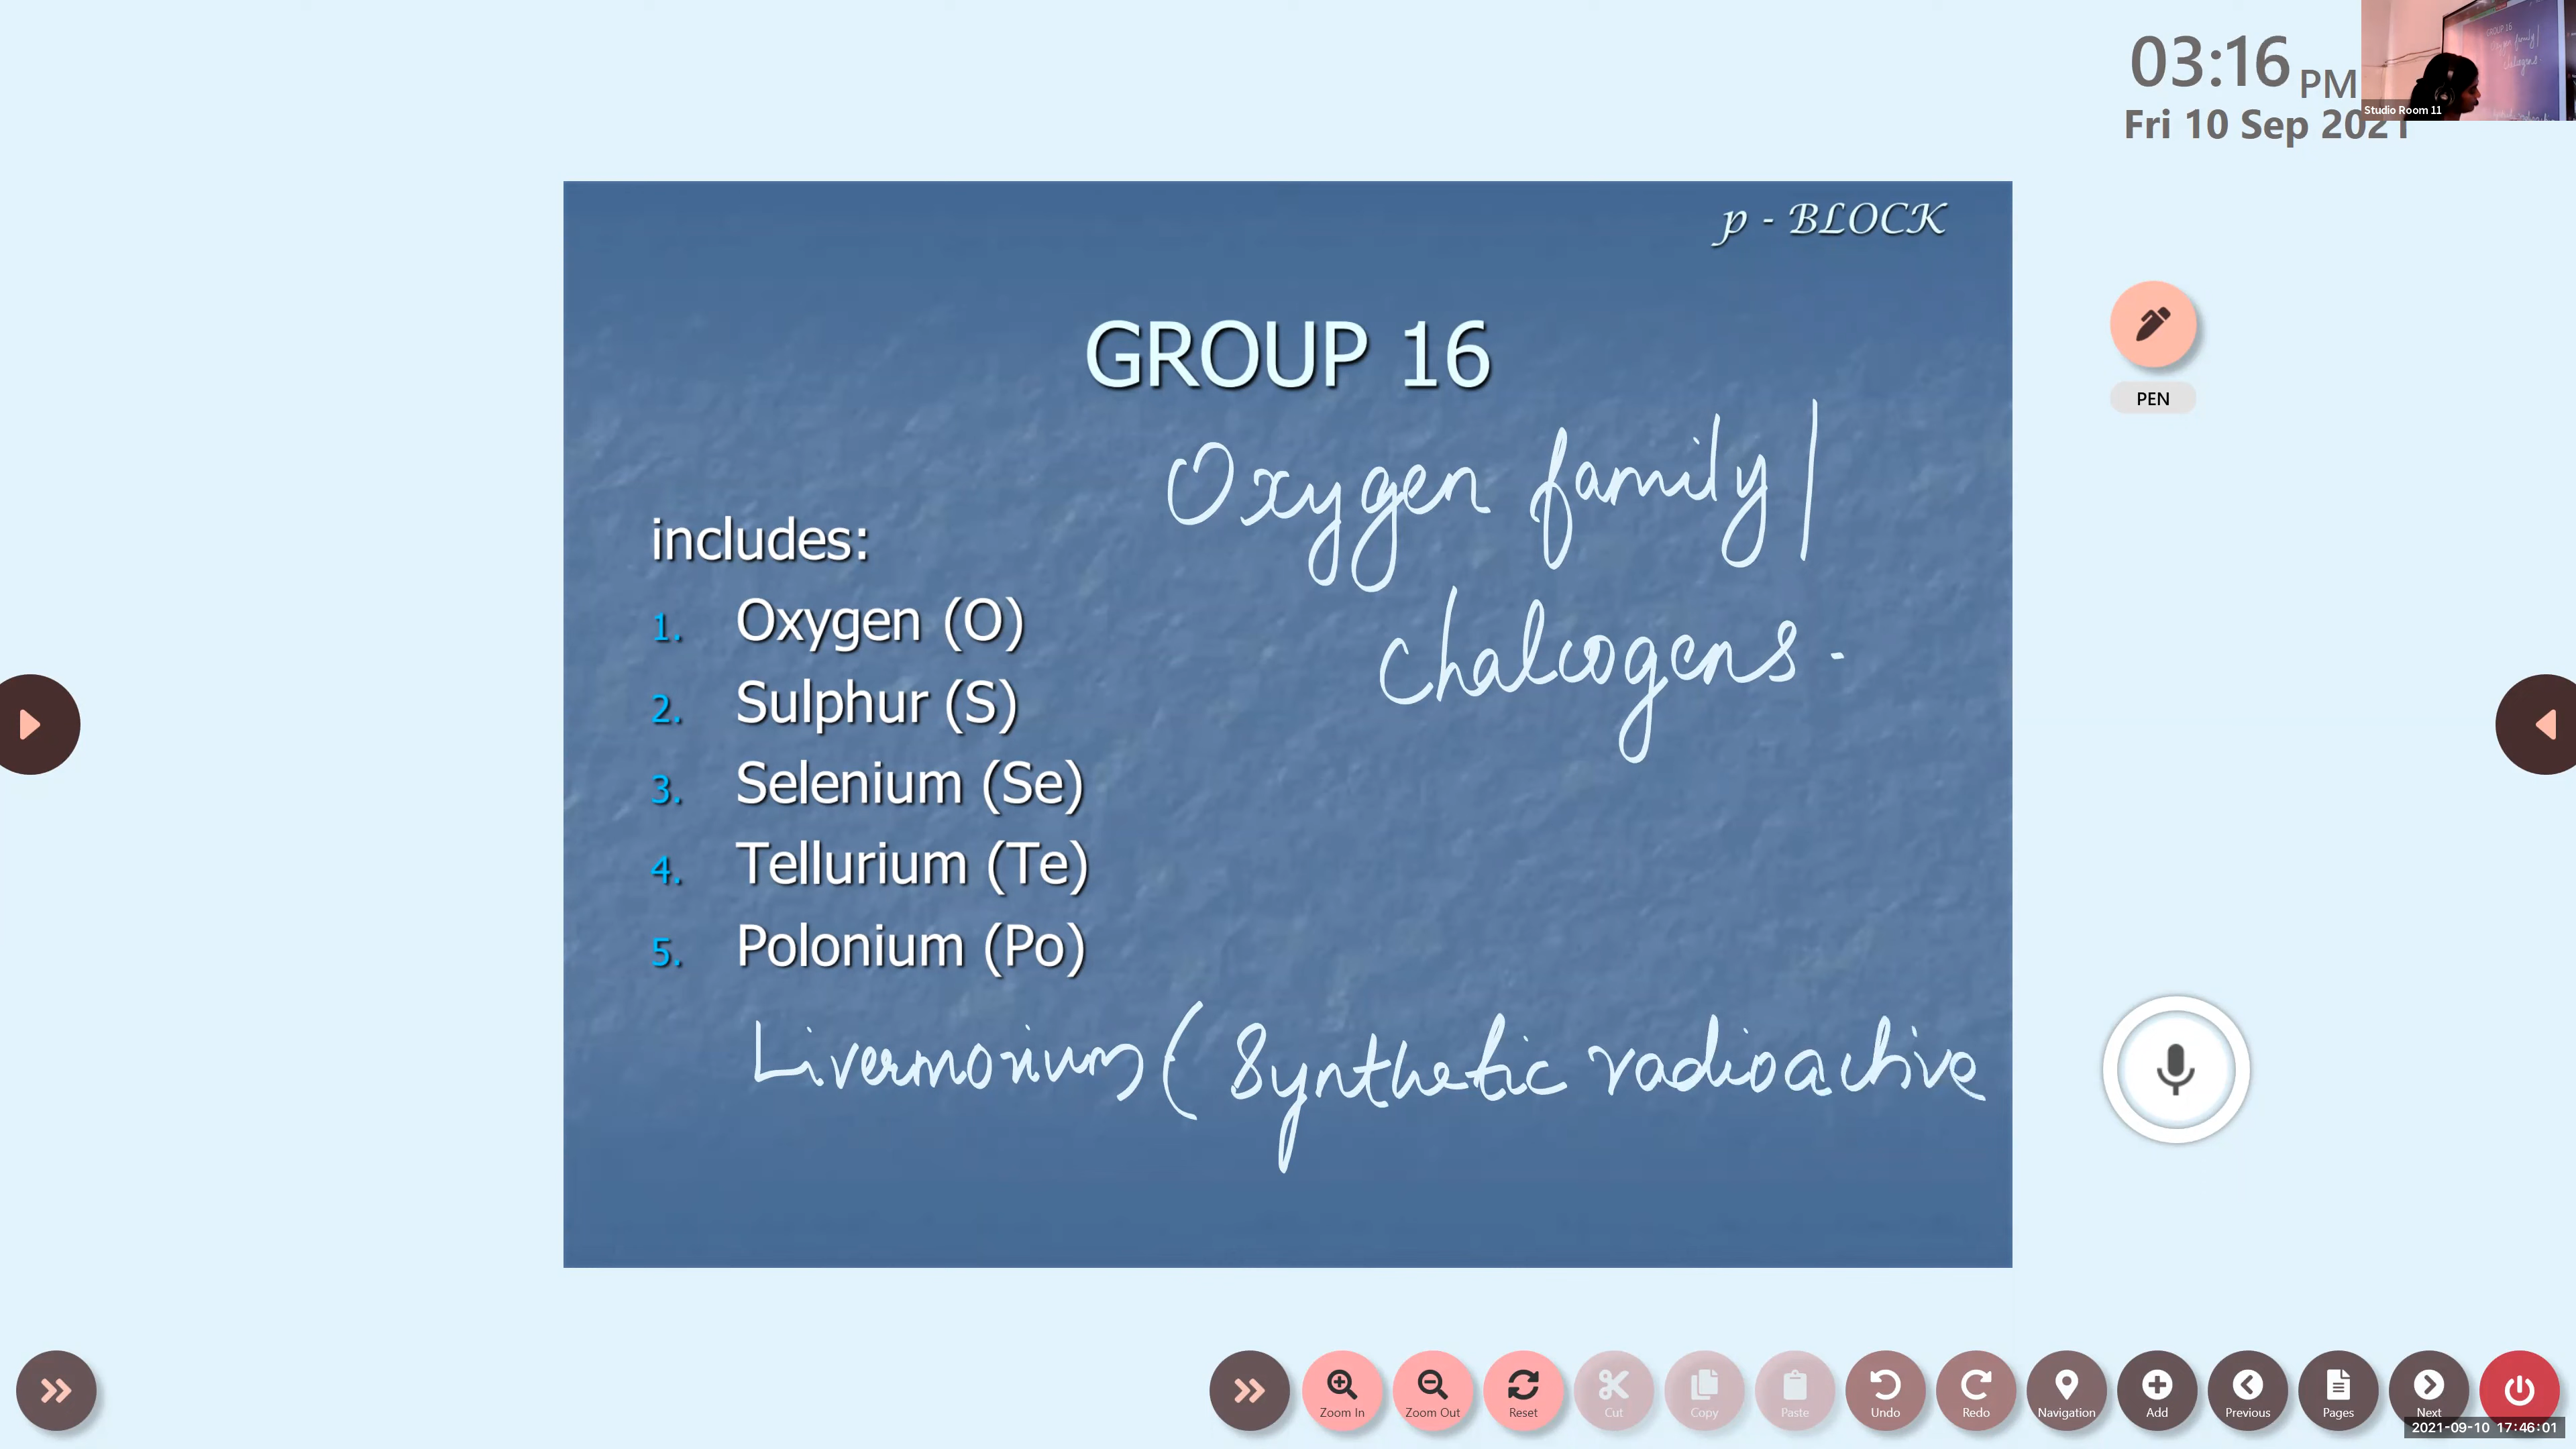 03:16 PM
Fri 10 Sep 2021
Studio Room 11
p - BLOCK
GROUP 16
Oxygen family /
chalcogens.
includes:
1. Oxygen (O)
2. Sulphur (S)
3. Selenium (Se)
4. Tellurium (Te)
5. Polonium (Po)
Livermorium ( Synthetic radioactive
PEN
Zoom In
Zoom Out
Reset
Cut
Copy
Paste
Undo
Redo
Navigation
Add
Previous
Pages
Next
2021-09-10 17:46:01